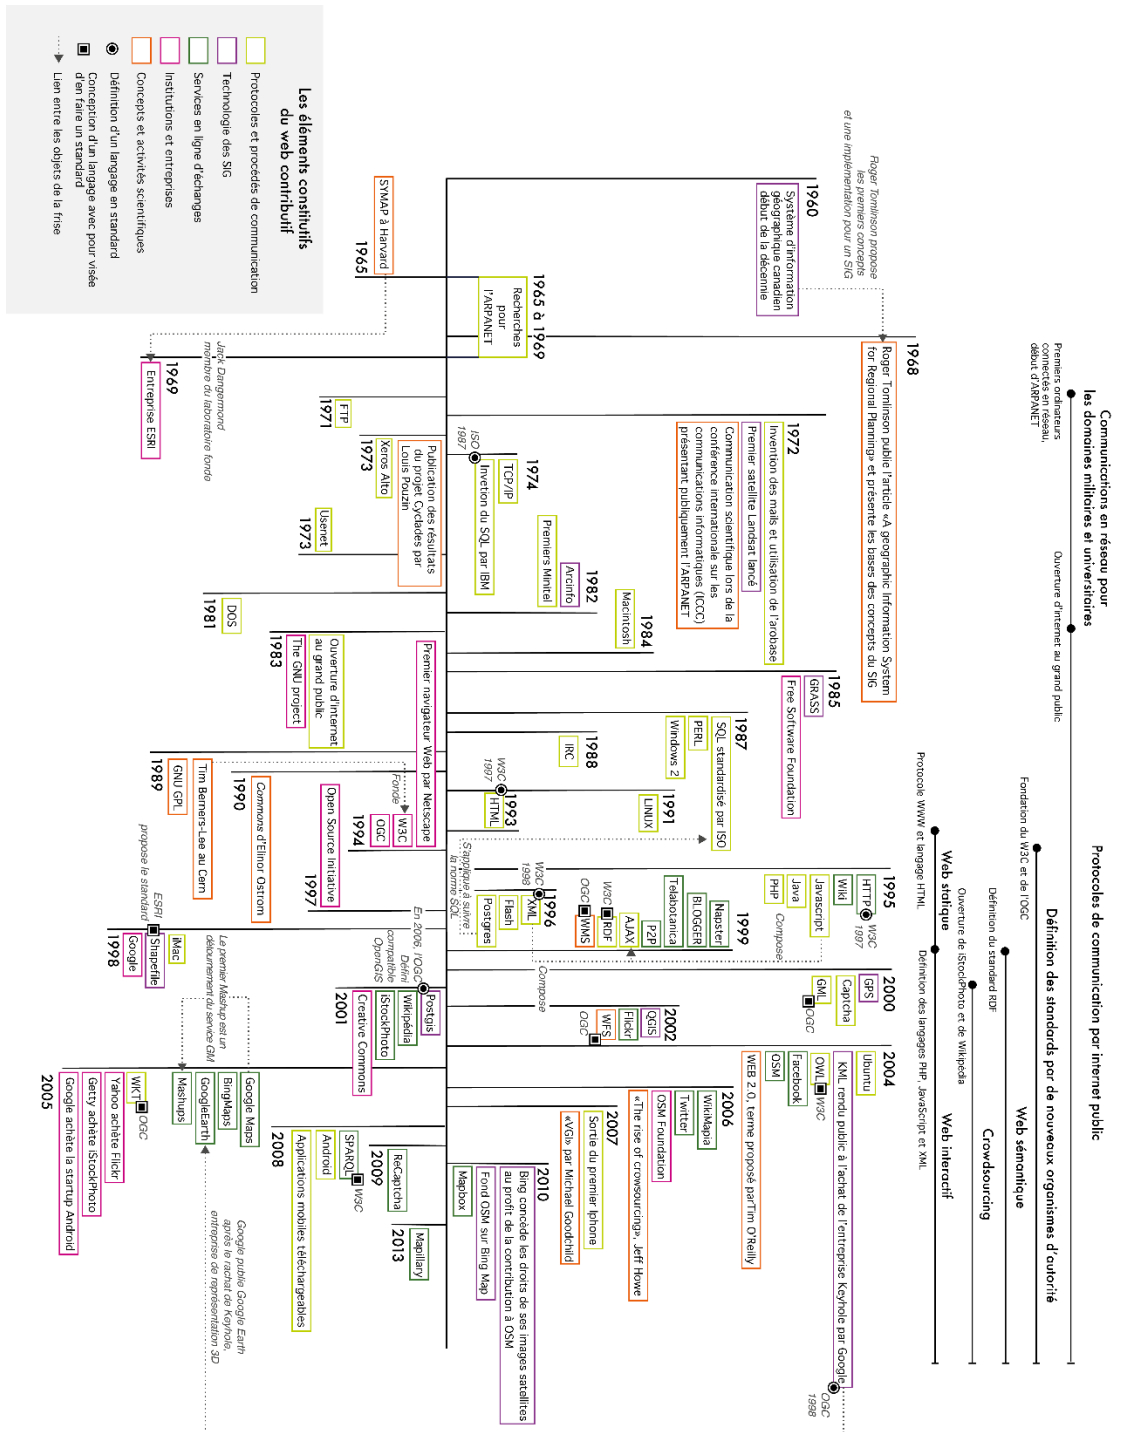 Communications en réseau pour
les domaines militaires et universitaires
Premiers ordinateurs
connectés en réseau,
début d'ARPANET
Ouverture d'internet au grand public
Protocoles de communication par internet public
Définition des standards par de nouveaux organismes d'autorité
Fondation du W3C et de l'OGC
Web sémantique
Définition du standard RDF
Crowdsourcing
Ouverture de iStockPhoto et de Wikipédia
Web statique
Web interactif
Protocole WWW et langage HTML
Définition des langages PHP, JavaScript et XML
Roger Tomlinson propose
les premiers concepts
et une implémentation pour un SIG
1960
Système d'information
géographique canadien
début de la décennie
1968
Roger Tomlinson public l'article «A geographic Information System
for Regional Planning» et présente les bases des concepts du SIG
1965 à 1969
Recherches
pour
l'ARPANET
1972
Invention des mails et utilisation de l'arobase
Premier satellite Landsat lancé
Communication scientifique lors de la
conférence internationale sur les
communications informatiques (ICCC)
présentant publiquement l'ARPANET
1974
TCP/IP
Invetion du SQL par IBM
ISO
1987
1982
Arcinfo
Premiers Minitel
1984
Macintosh
1985
GRASS
Free Software Foundation
1987
SQL standardisé par ISO
PERL
Windows 2
1988
IRC
1991
LINUX
1993
HTML
W3C
1997
1995
HTTP
W3C
1997
Wiki
Javascript
Java
PHP
Compose
1996
XML
W3C
1998
Flash
Postgres
S'applique à suivre
la norme SQL
1999
Napster
BLOGGER
Telabotanica
P2P
AJAX
RDF
W3C
WNS
OGC
Compose
2000
GPS
Captcha
GML
OGC
2002
QGIS
Flickr
WFS
OGC
2004
Ubuntu
KML rendu public à l'achat de l'entreprise Keyhole par Google
OGC
1998
OWL
W3C
Facebook
OSM
WEB 2.0, terme proposé parTim O'Reilly
2006
WikiMapia
Twitter
OSM Foundation
«The rise of crowsourcing», Jeff Howe
2007
Sortie du premier Iphone
«VGI» par Michael Goodchild
2010
Bing concède les droits de ses images satellites
au profit de la contribution à OSM
Fond OSM sur Bing Map
Mapbox
SYMAP à Harvard
1965
Jack Dangermond
membre du laboratoire fonde
1969
Entreprise ESRI
FTP
1971
Publication des résultats
du projet Cyclades par
Louis Pouzin
Xeros Alto
1973
Usenet
1973
DOS
1981
Ouverture d'internet
au grand public
The GNU project
1983
Tim Berners-Lee au Cern
GNU GPL
1989
Commons d'Elinor Ostrom
1990
Premier navigateur Web par Netscape
Fonde
W3C
OGC
1994
Open Source Initiative
1997
ESRI
propose le standard
iMac
Shapefile
Google
1998
En 2006, l'OGC
Défini
compatible
OpenGIS
Postgis
Wikipédia
iStockPhoto
Creative Commons
2001
Le premier Mashup est un
détournement du service GM
Google Maps
BingMaps
GoogleEarth
Mashups
WKT
OGC
Yahoo achète Flickr
Getty achète iStockPhoto
Google achète la startup Android
2005
Google publie Google Earth
après le rachat de Keyhole,
entreprise de représentation 3D
SPARQL
W3C
Android
Applications mobiles téléchargeables
2008
ReCaptcha
2009
Mapillary
2013
Les éléments constitutifs
du web contributif
Protocoles et procédés de communication
Technologie des SIG
Services en ligne d'échanges
Institutions et entreprises
Concepts et activités scientifiques
Définition d'un langage en standard
Conception d'un langage avec pour visée
d'en faire un standard
Lien entre les objets de la frise